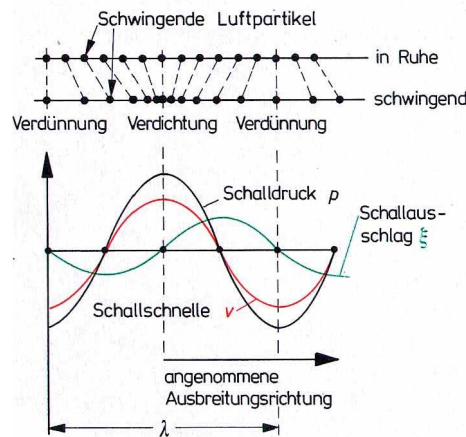 Schwingende Luftpartikel
in Ruhe
schwingend
Verdünnung
Verdichtung
Verdünnung
Schalldruck p
Schallaus-
schlag ξ
Schallschnelle v
angenommene
Ausbreitungsrichtung
λ